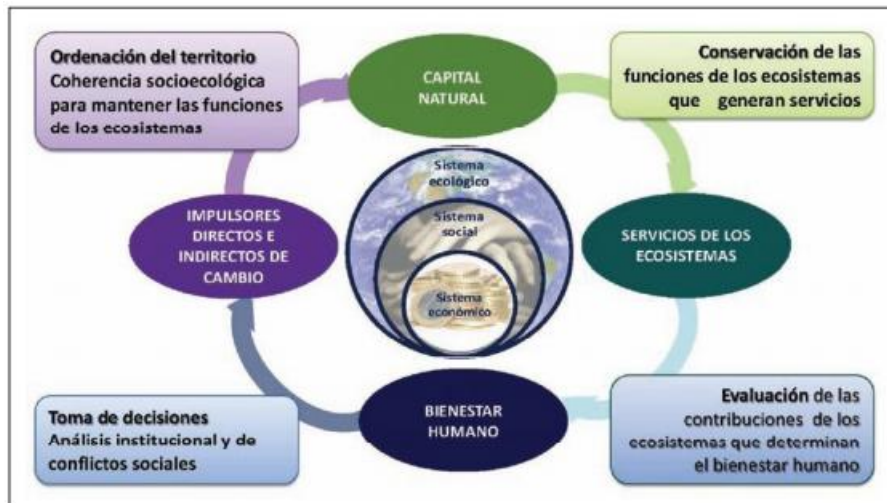 Ordenación del territorio
Coherencia socioecológica
para mantener las funciones
de los ecosistemas
CAPITAL
NATURAL
Conservación de las
funciones de los ecosistemas
que generan servicios
Sistema
ecológico
Sistema
social
Sistema
económico
IMPULSORES
DIRECTOS E
INDIRECTOS DE
CAMBIO
SERVICIOS DE LOS
ECOSISTEMAS
Toma de decisiones
Análisis institucional y de
conflictos sociales
BIENESTAR
HUMANO
Evaluación de las
contribuciones de los
ecosistemas que determinan
el bienestar humano